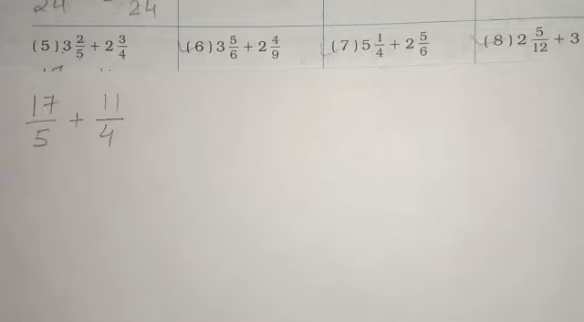 24 24
(5) 3 2/5 + 2 3/4 (6) 3 5/6 + 2 4/9 (7) 5 1/4 + 2 5/6 (8) 2 5/12 + 3
17/5 + 11/4